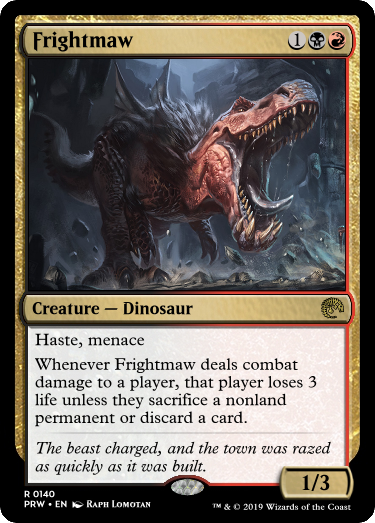 Frightmaw 1
Creature — Dinosaur
Haste, menace
Whenever Frightmaw deals combat
damage to a player, that player loses 3
life unless they sacrifice a nonland
permanent or discard a card.
The beast charged, and the town was razed
as quickly as it was built.
1/3
R 0140
PRW • EN Raph Lomotan
™ & © 2019 Wizards of the Coast